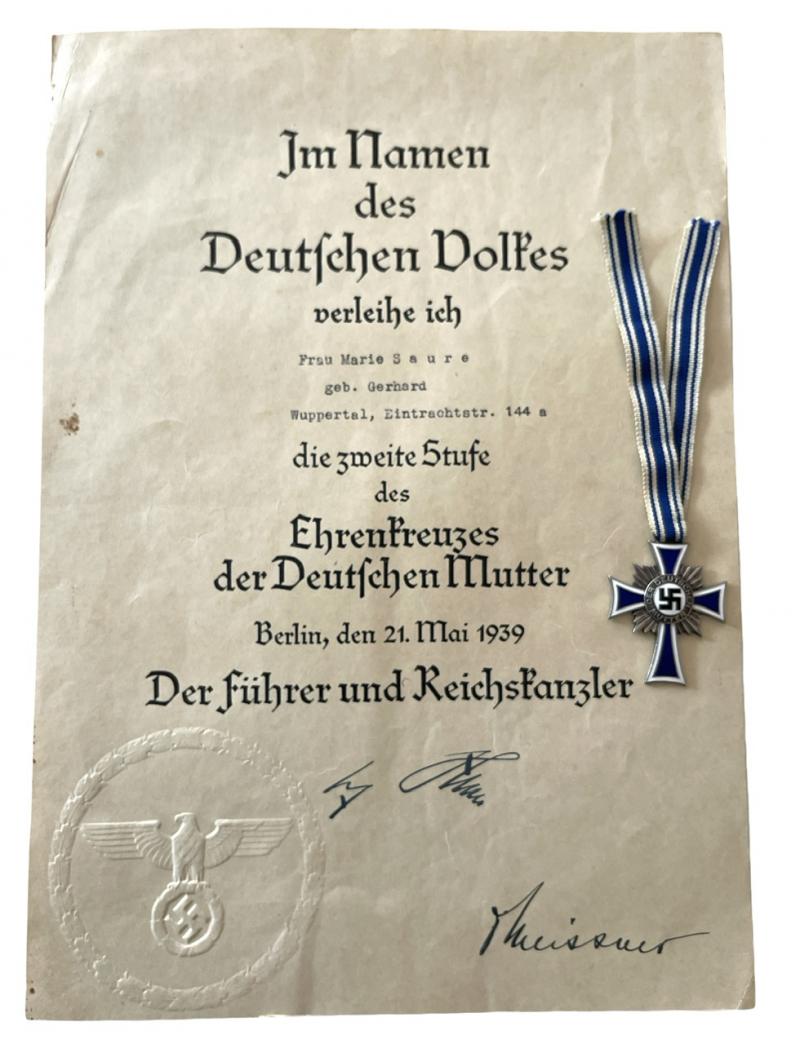 Im Namen
des
Deutſchen Volkes
verleihe ich
Frau Marie S a u r e
geb. Gerhard
Wuppertal, Eintrachtstr. 144 a
die zweite Stufe
des
Ehrenkreuzes
der Deutſchen Mutter
Berlin, den 21. Mai 1939
Der Führer und Reichskanzler
Meissner